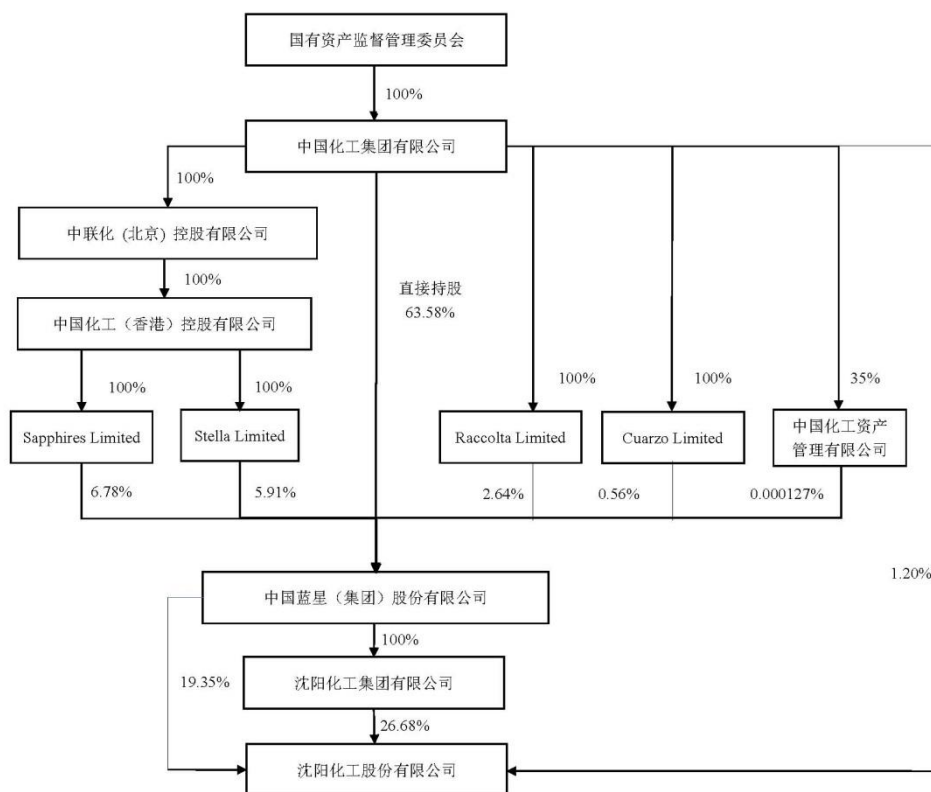 国有资产监督管理委员会
100%
中国化工集团有限公司
100%
中联化 (北京) 控股有限公司
100%
直接持股
63.58%
中国化工（香港）控股有限公司
100%
100%
100%
100%
35%
Sapphires Limited
Stella Limited
Raccolta Limited
Cuarzo Limited
中国化工资产
管理有限公司
6.78%
5.91%
2.64%
0.56%
0.000127%
1.20%
中国蓝星（集团）股份有限公司
100%
19.35%
沈阳化工集团有限公司
26.68%
沈阳化工股份有限公司